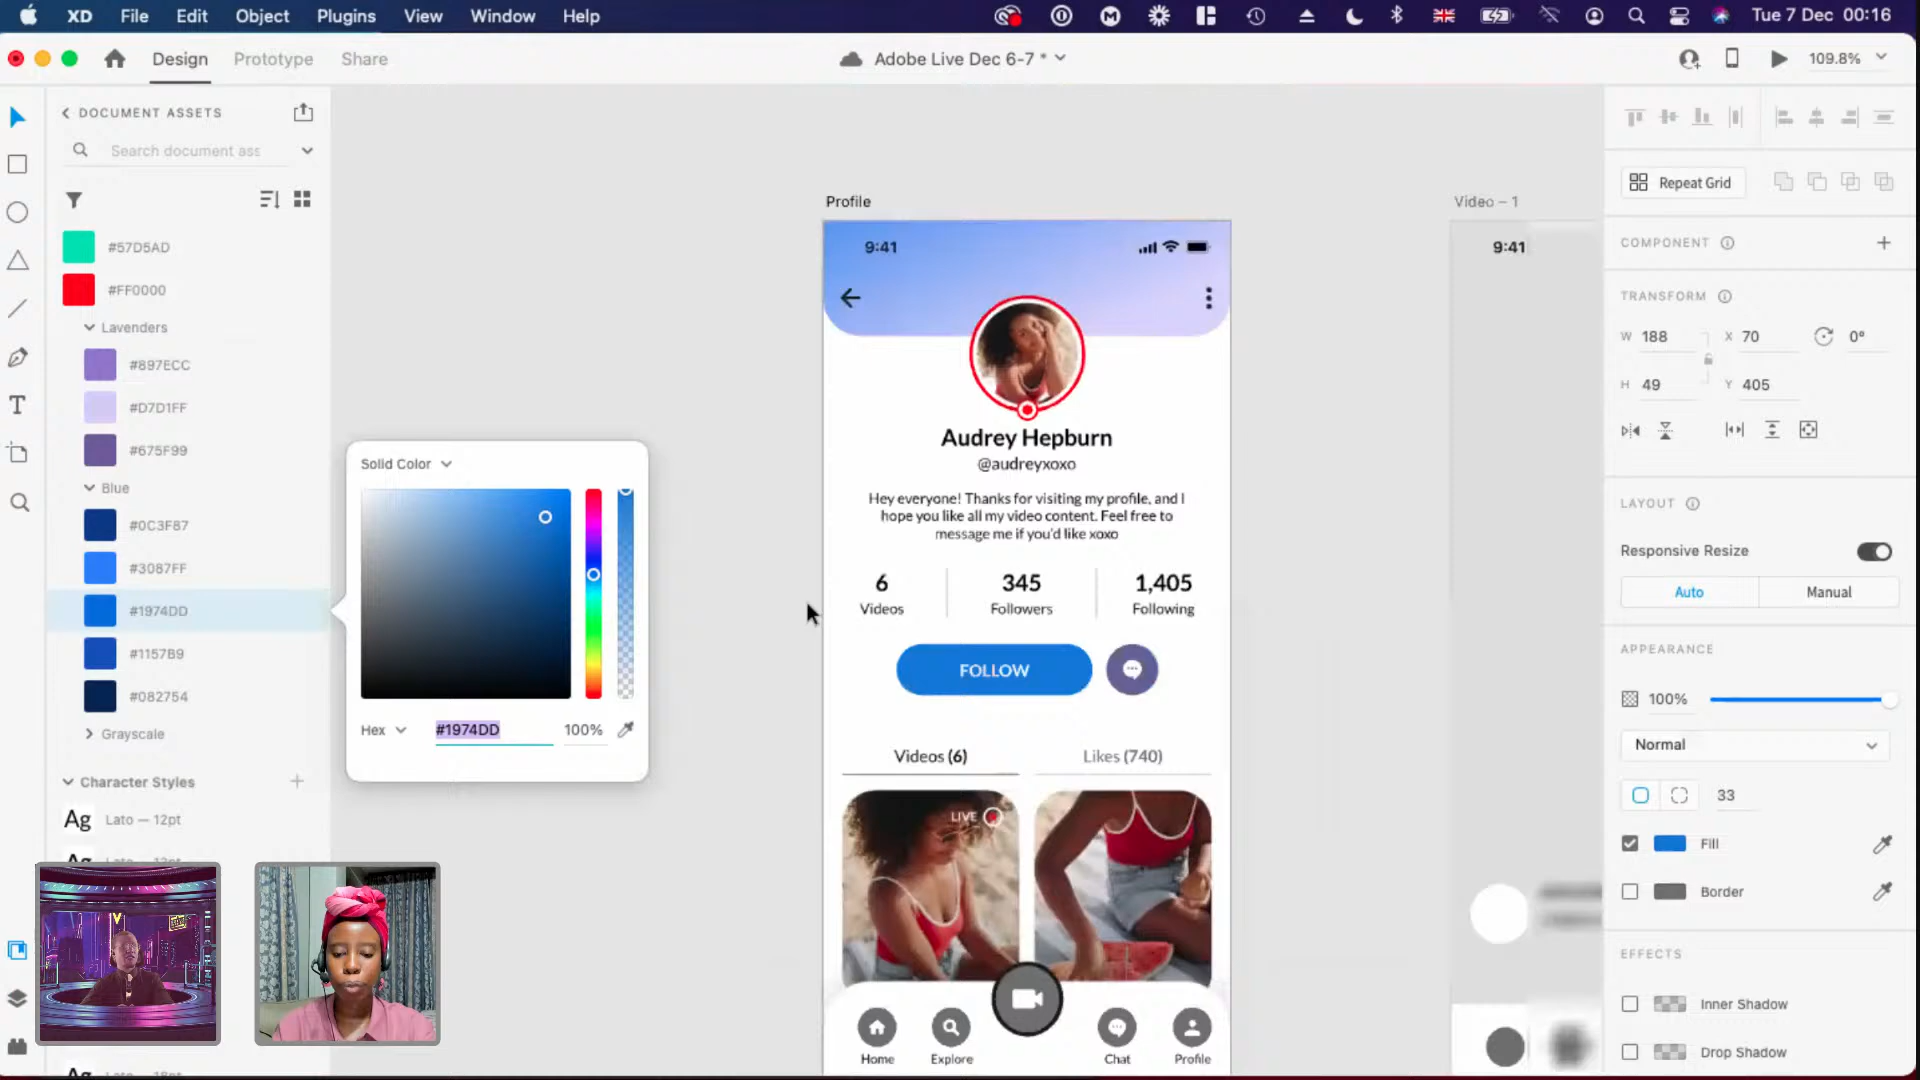 XD File Edit Object Plugins View Window Help Tue 7 Dec 00:16
Design Prototype Share Adobe Live Dec 6-7 * 109.8%
DOCUMENT ASSETS
Search document ass
#57D5AD
#FF0000
Lavenders
#897ECC
#D7D1FF
#675F99
Blue
#0C3F87
#3087FF
#1974DD
#1157B9
#082754
Grayscale
Character Styles
Ag Lato — 12pt
Solid Color
Hex #1974DD 100%
Profile
9:41
Audrey Hepburn
@audreyxoxo
Hey everyone! Thanks for visiting my profile, and I
hope you like all my video content. Feel free to
message me if you'd like xoxo
6 345 1,405
Videos Followers Following
FOLLOW
Videos (6) Likes (740)
LIVE
Home Explore Chat Profile
Video – 1
9:41
Repeat Grid
COMPONENT
TRANSFORM
W 188 X 70 0°
H 49 Y 405
LAYOUT
Responsive Resize
Auto Manual
APPEARANCE
100%
Normal
33
Fill
Border
EFFECTS
Inner Shadow
Drop Shadow